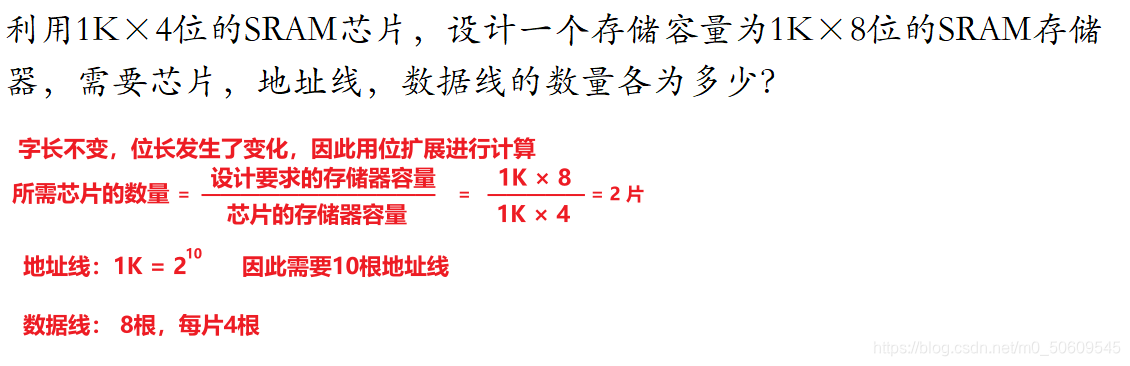 利用1K×4位的SRAM芯片，设计一个存储容量为1K×8位的SRAM存储
器，需要芯片，地址线，数据线的数量各为多少？
字长不变，位长发生了变化，因此用位扩展进行计算
所需芯片的数量 = 设计要求的存储器容量 / 芯片的存储器容量 = 1K × 8 / 1K × 4 = 2 片
地址线：1K = 2^10 因此需要10根地址线
数据线： 8根，每片4根
https://blog.csdn.net/m0_50609545